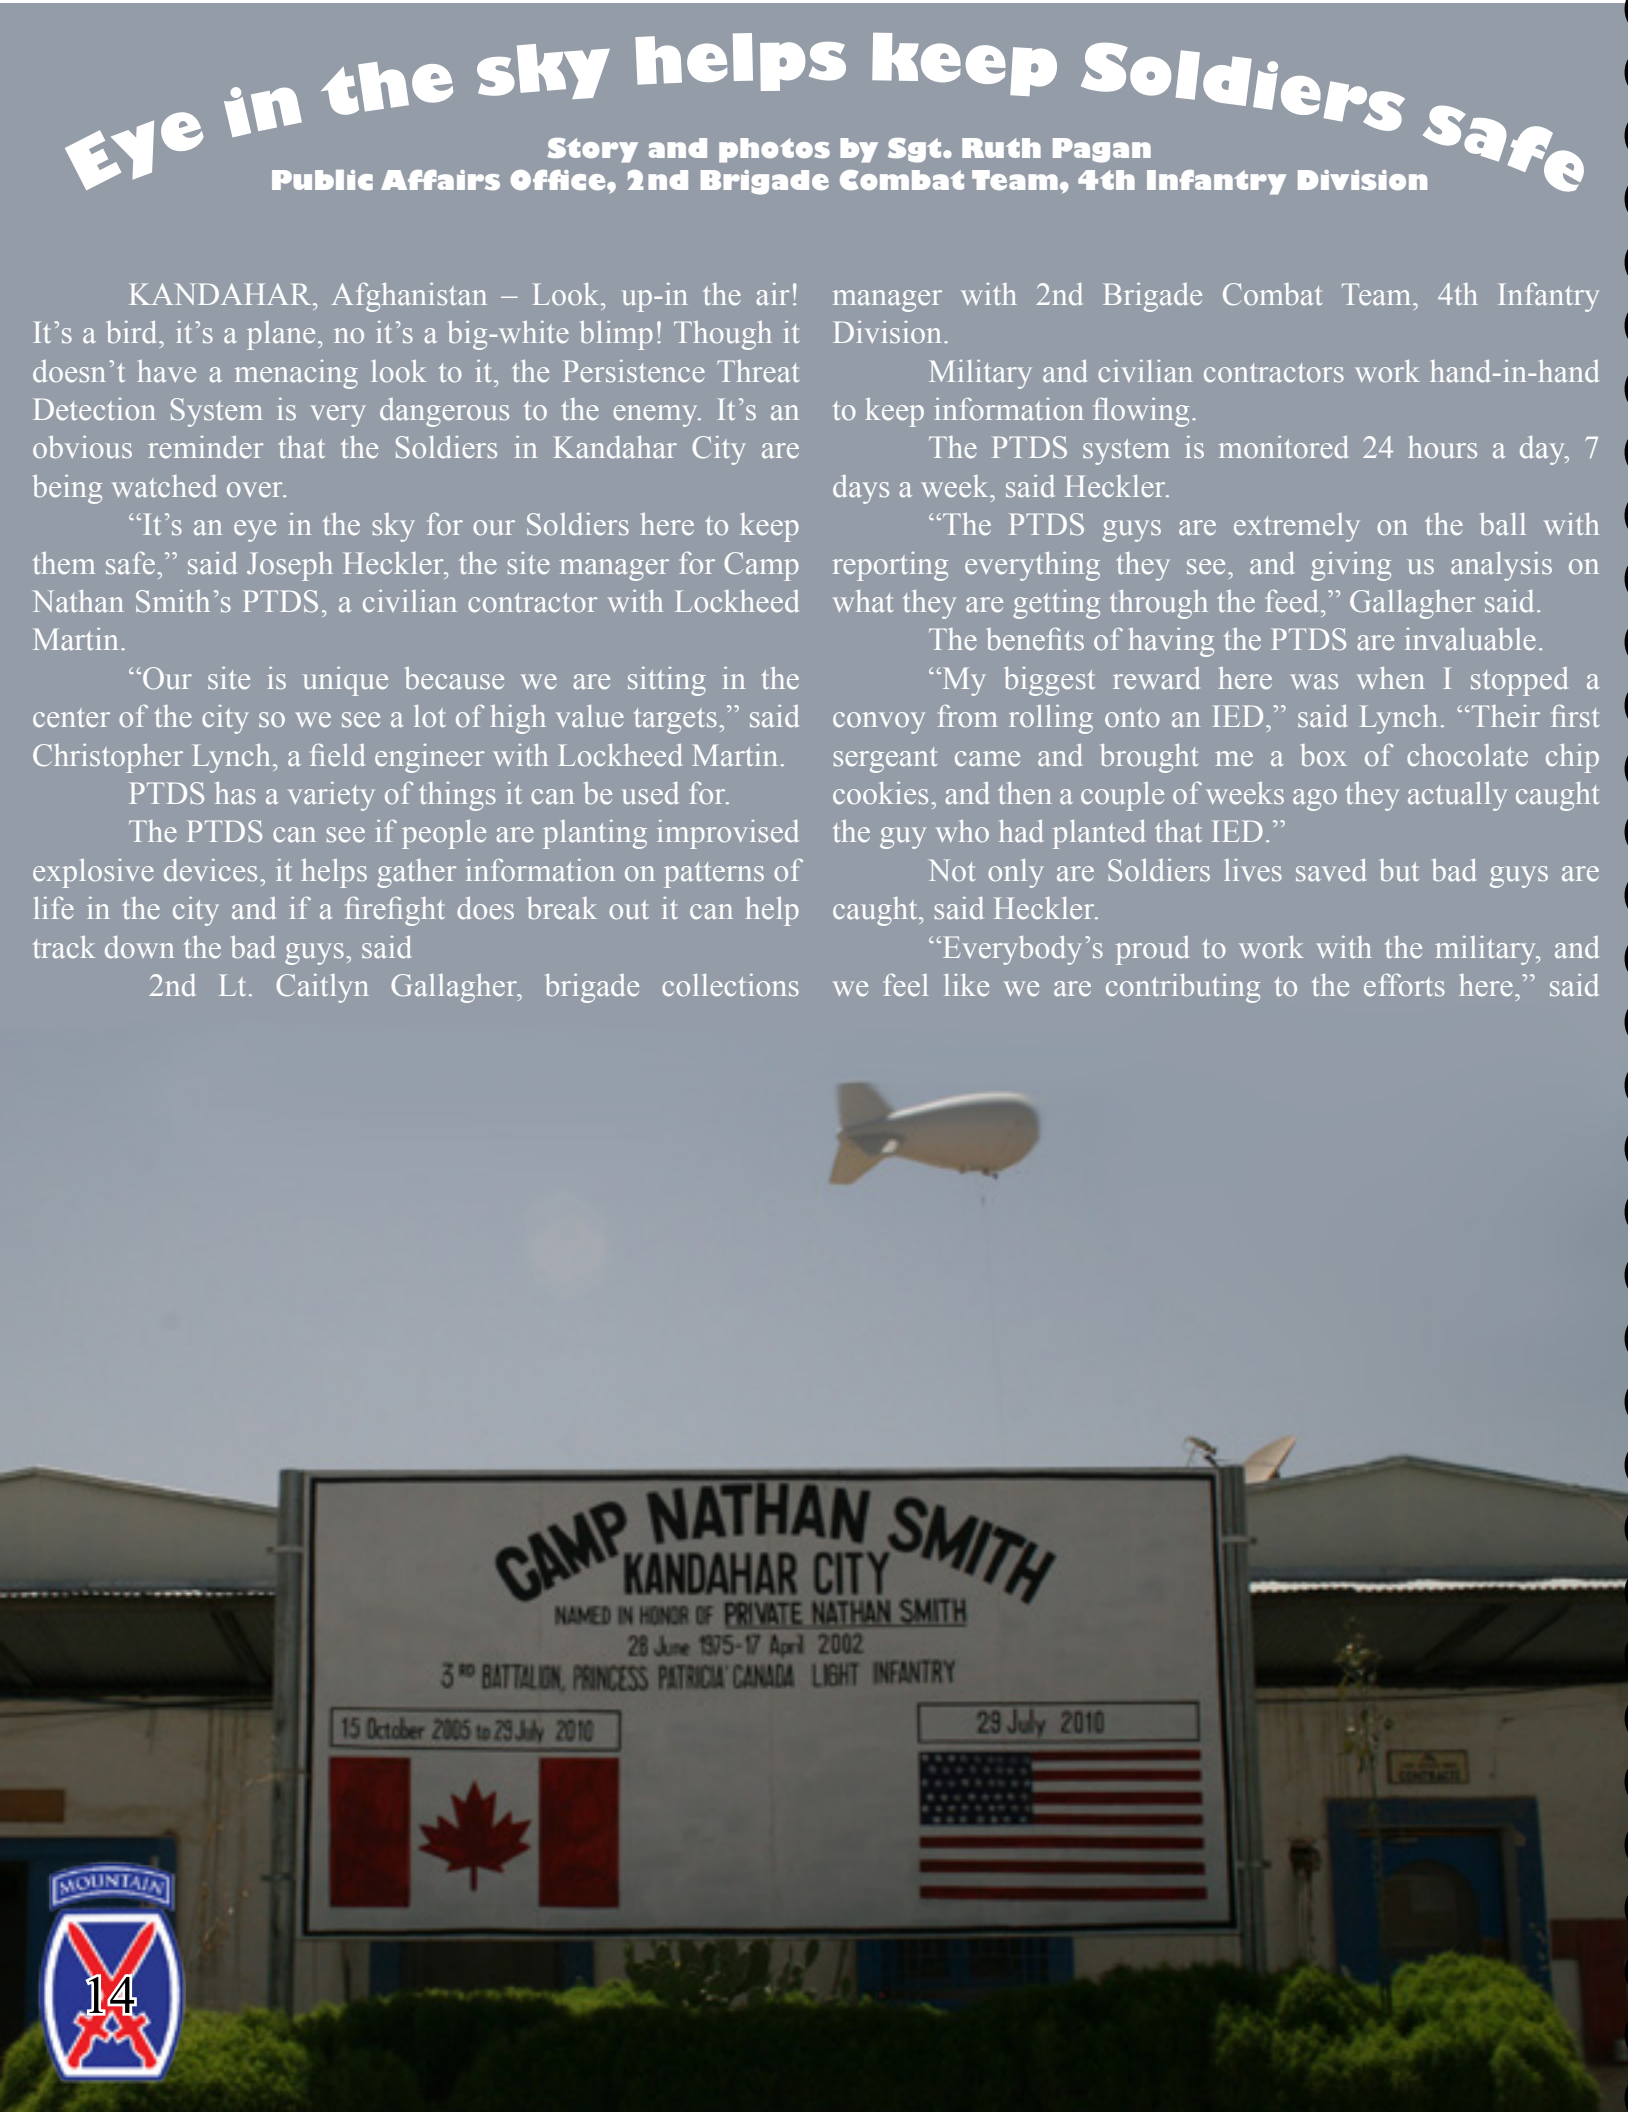 Eye in the sky helps keep Soldiers safe
Story and photos by Sgt. Ruth Pagan
Public Affairs Office, 2nd Brigade Combat Team, 4th Infantry Division
KANDAHAR, Afghanistan – Look, up-in the air!
It’s a bird, it’s a plane, no it’s a big-white blimp! Though it
doesn’t have a menacing look to it, the Persistence Threat
Detection System is very dangerous to the enemy. It’s an
obvious reminder that the Soldiers in Kandahar City are
being watched over.
“It’s an eye in the sky for our Soldiers here to keep
them safe,” said Joseph Heckler, the site manager for Camp
Nathan Smith’s PTDS, a civilian contractor with Lockheed
Martin.
“Our site is unique because we are sitting in the
center of the city so we see a lot of high value targets,” said
Christopher Lynch, a field engineer with Lockheed Martin.
PTDS has a variety of things it can be used for.
The PTDS can see if people are planting improvised
explosive devices, it helps gather information on patterns of
life in the city and if a firefight does break out it can help
track down the bad guys, said
2nd Lt. Caitlyn Gallagher, brigade collections
manager with 2nd Brigade Combat Team, 4th Infantry
Division.
Military and civilian contractors work hand-in-hand
to keep information flowing.
The PTDS system is monitored 24 hours a day, 7
days a week, said Heckler.
“The PTDS guys are extremely on the ball with
reporting everything they see, and giving us analysis on
what they are getting through the feed,” Gallagher said.
The benefits of having the PTDS are invaluable.
“My biggest reward here was when I stopped a
convoy from rolling onto an IED,” said Lynch. “Their first
sergeant came and brought me a box of chocolate chip
cookies, and then a couple of weeks ago they actually caught
the guy who had planted that IED.”
Not only are Soldiers lives saved but bad guys are
caught, said Heckler.
“Everybody’s proud to work with the military, and
we feel like we are contributing to the efforts here,” said
CAMP NATHAN SMITH
KANDAHAR CITY
NAMED IN HONOR OF PRIVATE NATHAN SMITH
28 June 1975-17 April 2002
3RD BATTALION, PRINCESS PATRICIA' CANADA LIGHT INFANTRY
15 October 2005 to 29 July 2010
29 July 2010
CONTRACTS
MOUNTAIN
14